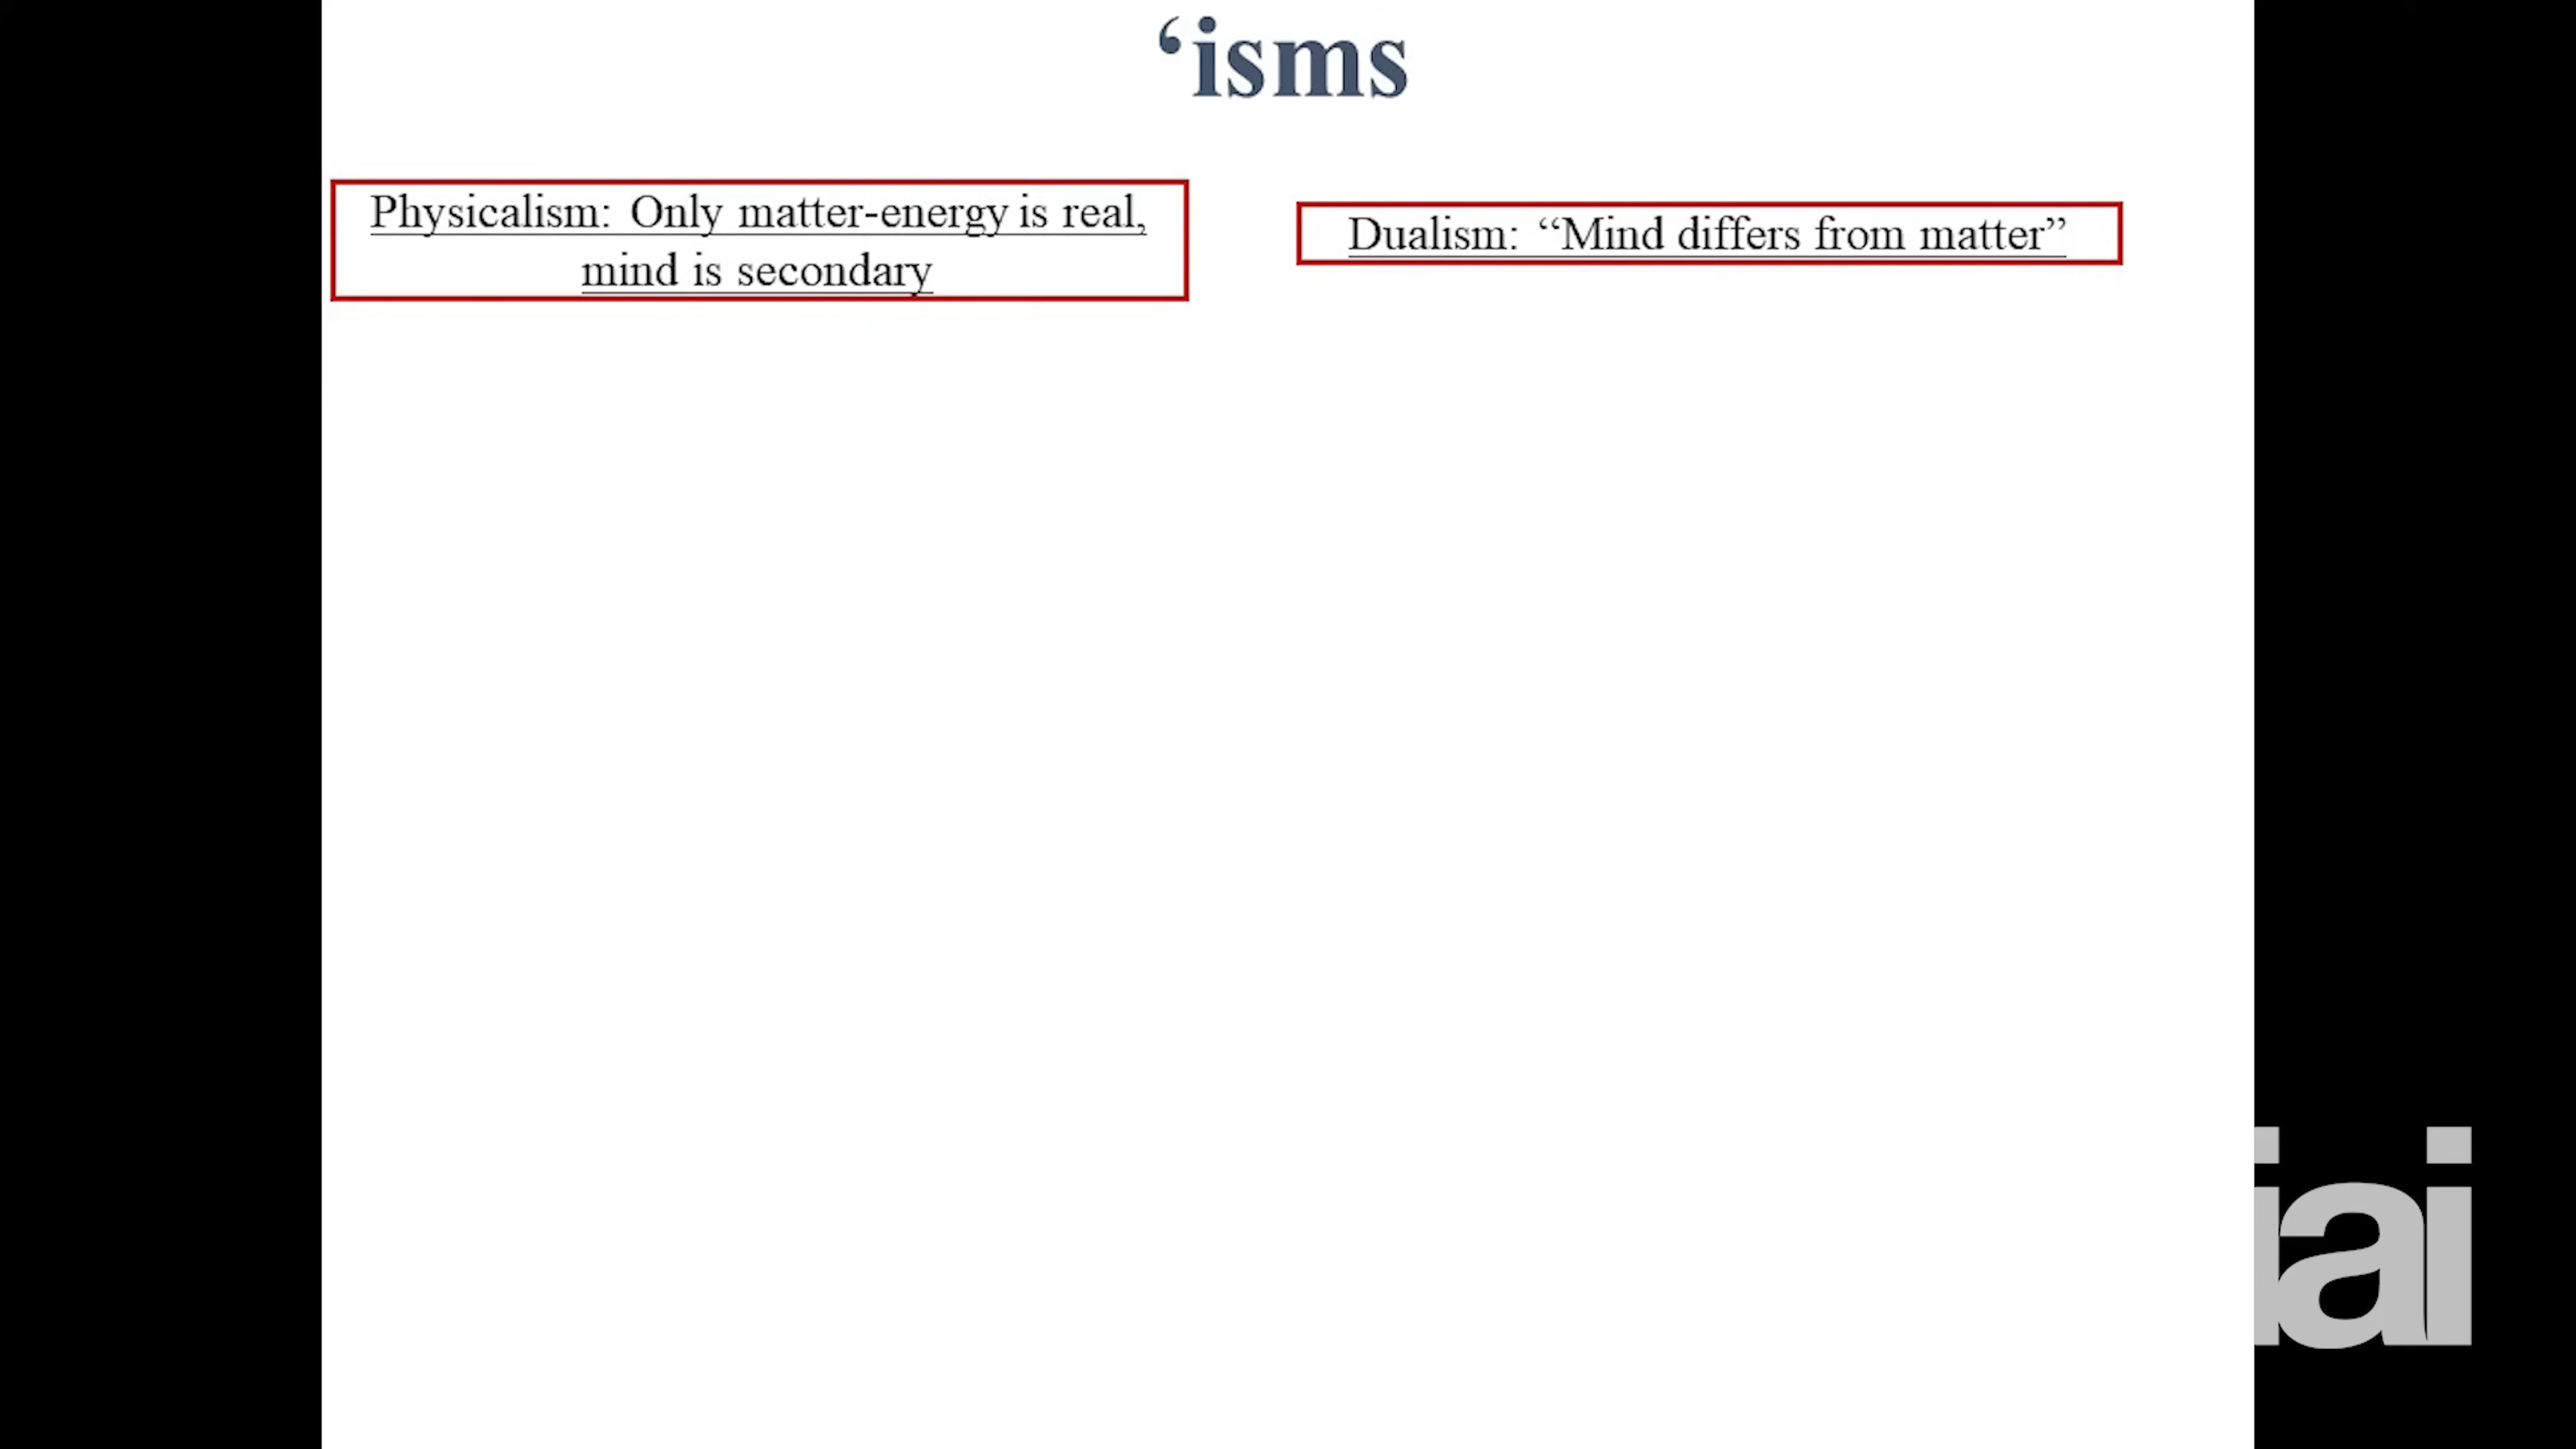 ‘isms
Physicalism: Only matter-energy is real,
mind is secondary
Dualism: “Mind differs from matter”
iai